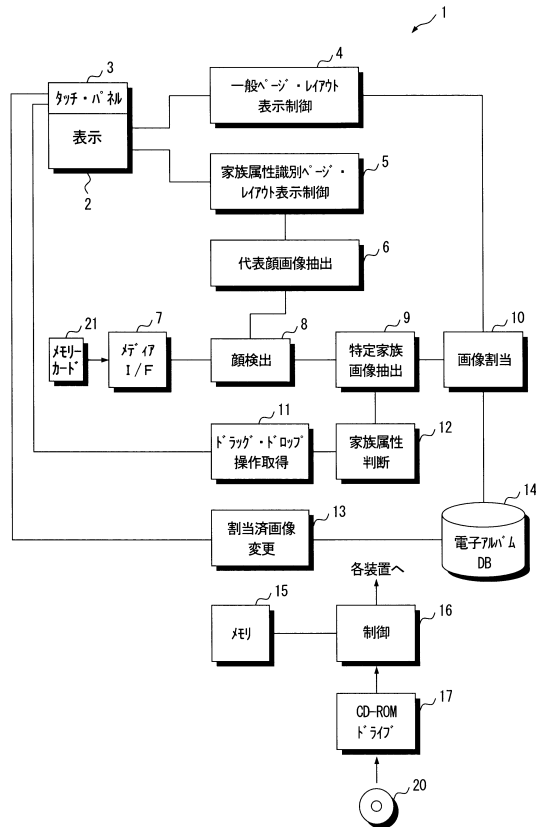 1
3
タッチ・パネル
表示
2
4
一般ページ・レイアウト
表示制御
5
家族属性識別ページ・
レイアウト表示制御
6
代表顔画像抽出
21
メモリー
カード
7
メディア
I/F
8
顔検出
9
特定家族
画像抽出
10
画像割当
11
ドラッグ・ドロップ
操作取得
12
家族属性
判断
13
割当済画像
変更
14
電子アルバム
DB
各装置へ
15
メモリ
16
制御
17
CD-ROM
ドライブ
20